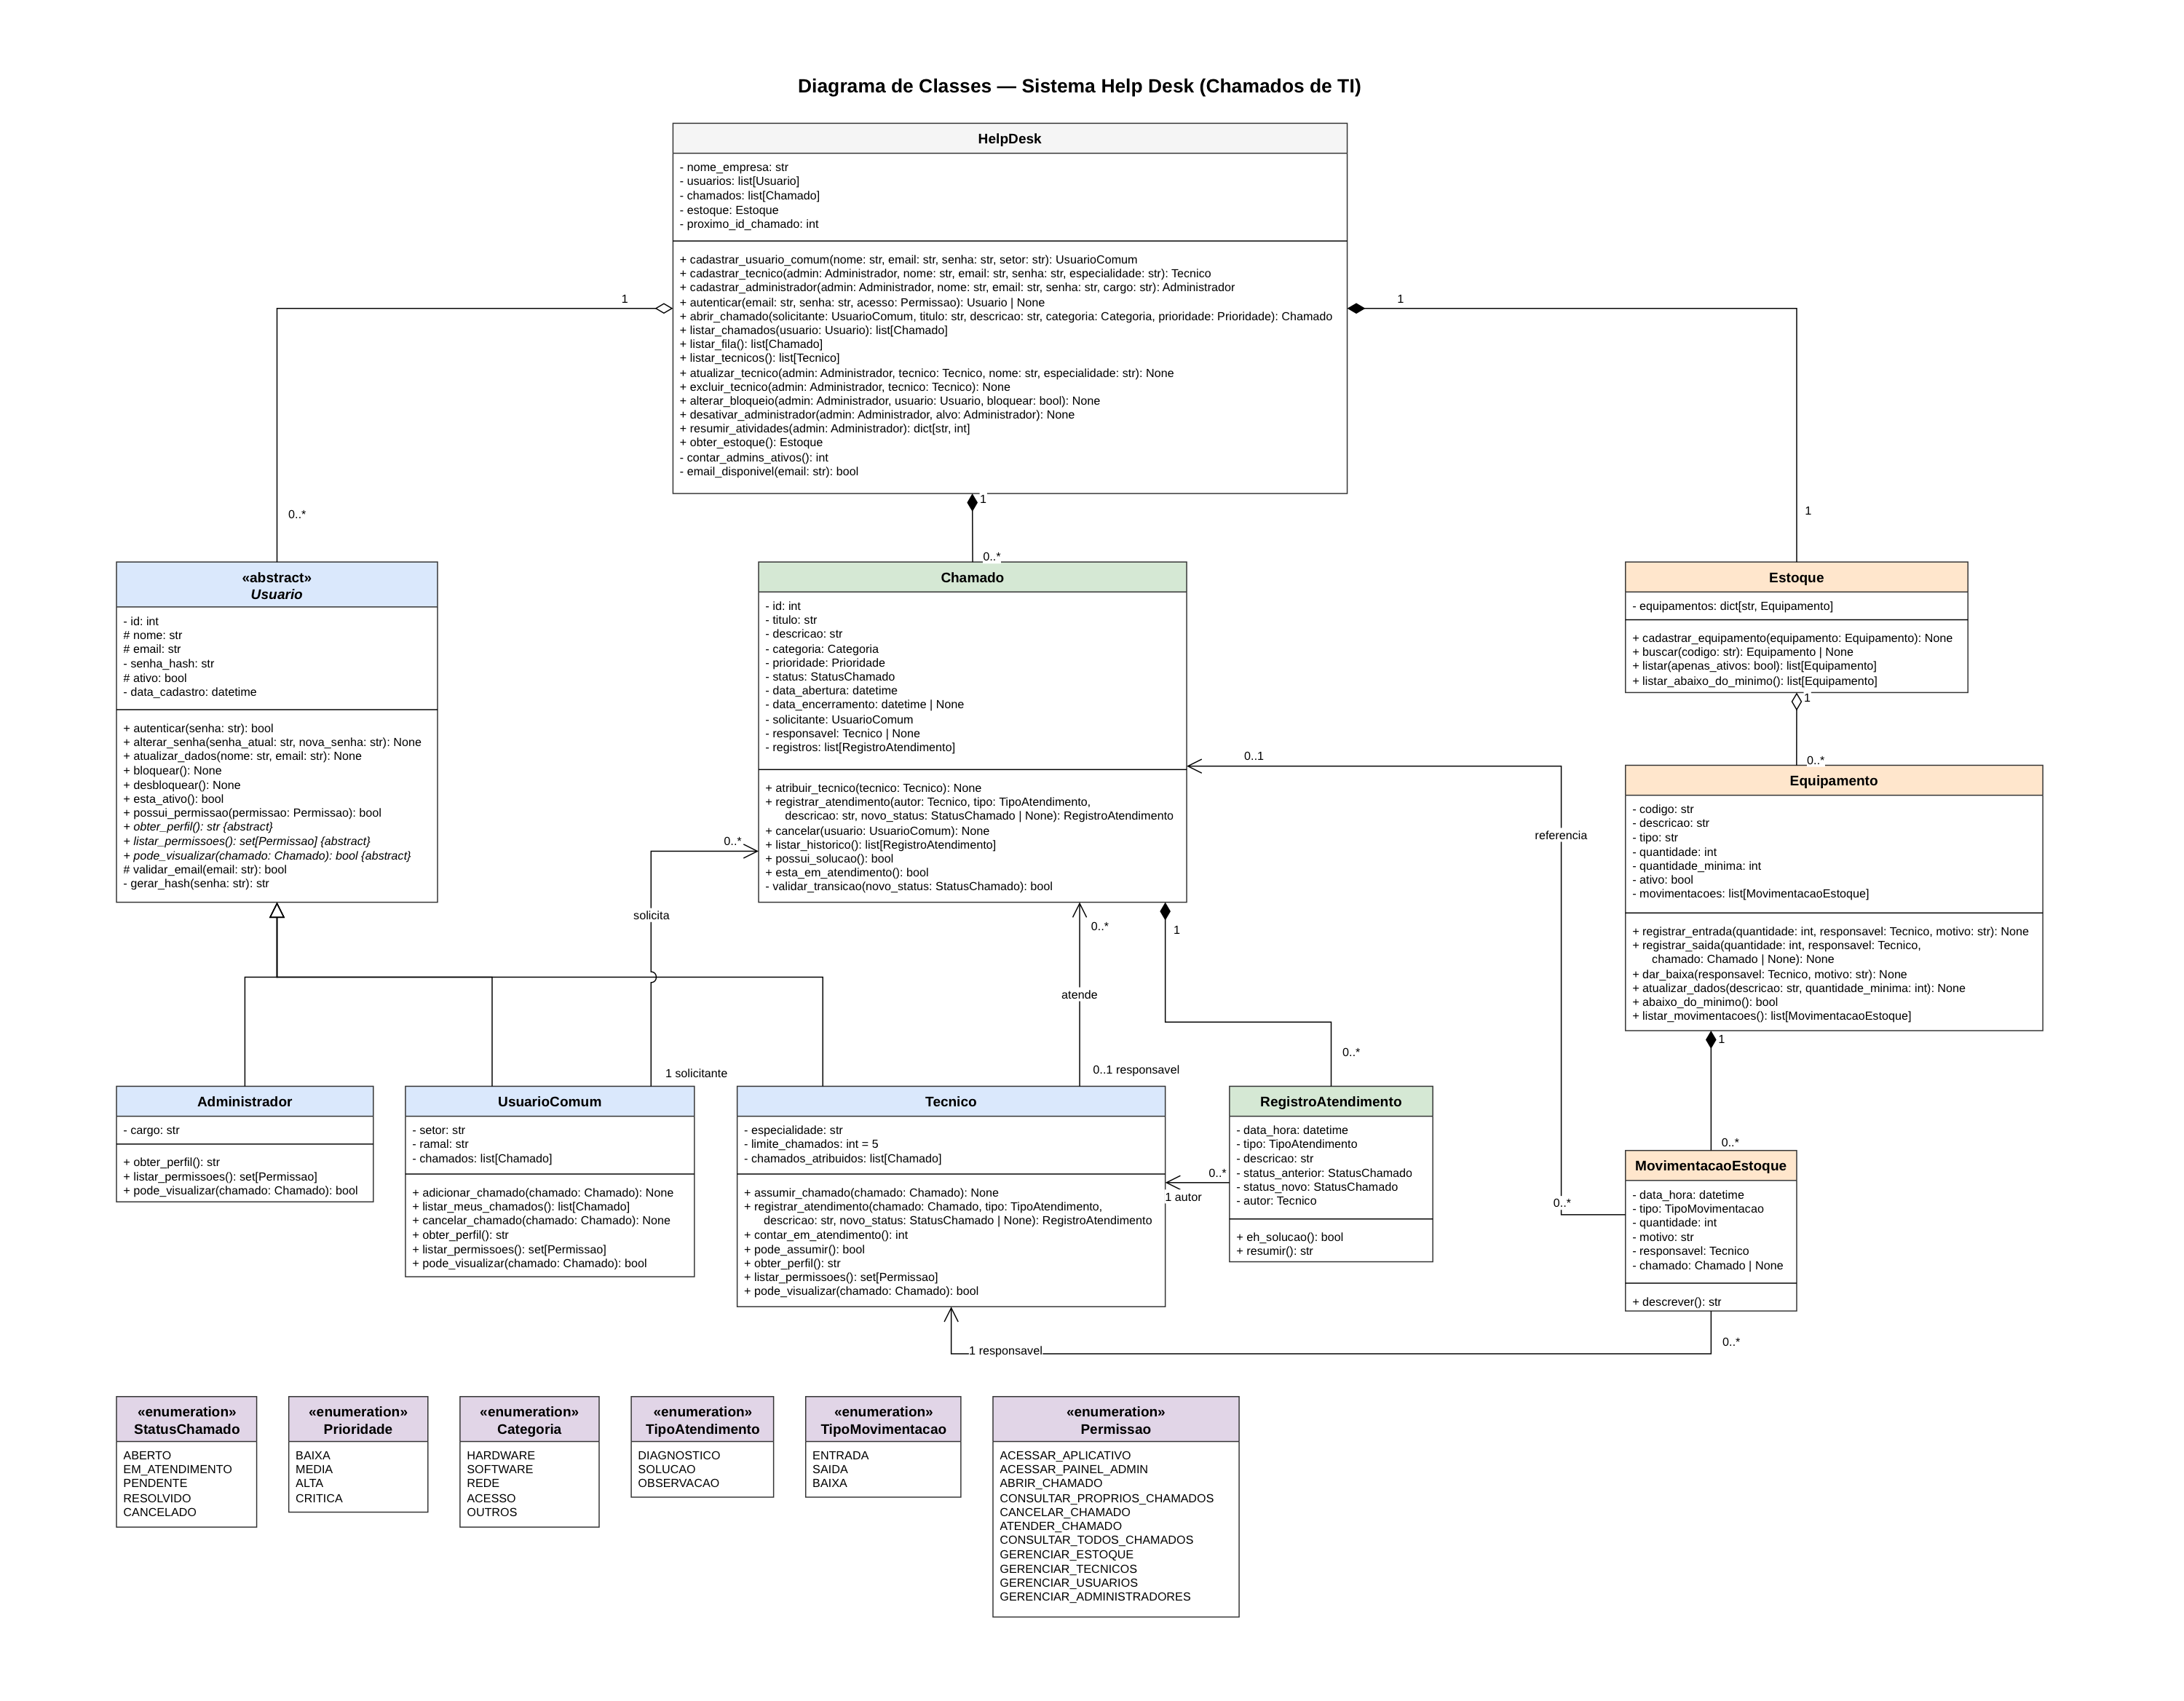 Diagrama de Classes — Sistema Help Desk (Chamados de TI)
HelpDesk
- nome_empresa: str
- usuarios: list[Usuario]
- chamados: list[Chamado]
- estoque: Estoque
- proximo_id_chamado: int
+ cadastrar_usuario_comum(nome: str, email: str, senha: str, setor: str): UsuarioComum
+ cadastrar_tecnico(admin: Administrador, nome: str, email: str, senha: str, especialidade: str): Tecnico
+ cadastrar_administrador(admin: Administrador, nome: str, email: str, senha: str, cargo: str): Administrador
+ autenticar(email: str, senha: str, acesso: Permissao): Usuario | None
+ abrir_chamado(solicitante: UsuarioComum, titulo: str, descricao: str, categoria: Categoria, prioridade: Prioridade): Chamado
+ listar_chamados(usuario: Usuario): list[Chamado]
+ listar_fila(): list[Chamado]
+ listar_tecnicos(): list[Tecnico]
+ atualizar_tecnico(admin: Administrador, tecnico: Tecnico, nome: str, especialidade: str): None
+ excluir_tecnico(admin: Administrador, tecnico: Tecnico): None
+ alterar_bloqueio(admin: Administrador, usuario: Usuario, bloquear: bool): None
+ desativar_administrador(admin: Administrador, alvo: Administrador): None
+ resumir_atividades(admin: Administrador): dict[str, int]
+ obter_estoque(): Estoque
- contar_admins_ativos(): int
- email_disponivel(email: str): bool
1
1
1
0..*
0..*
1
«abstract»
Usuario
- id: int
# nome: str
# email: str
- senha_hash: str
# ativo: bool
- data_cadastro: datetime
+ autenticar(senha: str): bool
+ alterar_senha(senha_atual: str, nova_senha: str): None
+ atualizar_dados(nome: str, email: str): None
+ bloquear(): None
+ desbloquear(): None
+ esta_ativo(): bool
+ possui_permissao(permissao: Permissao): bool
+ obter_perfil(): str {abstract}
+ listar_permissoes(): set[Permissao] {abstract}
+ pode_visualizar(chamado: Chamado): bool {abstract}
# validar_email(email: str): bool
- gerar_hash(senha: str): str
Chamado
- id: int
- titulo: str
- descricao: str
- categoria: Categoria
- prioridade: Prioridade
- status: StatusChamado
- data_abertura: datetime
- data_encerramento: datetime | None
- solicitante: UsuarioComum
- responsavel: Tecnico | None
- registros: list[RegistroAtendimento]
+ atribuir_tecnico(tecnico: Tecnico): None
+ registrar_atendimento(autor: Tecnico, tipo: TipoAtendimento,
descricao: str, novo_status: StatusChamado | None): RegistroAtendimento
+ cancelar(usuario: UsuarioComum): None
+ listar_historico(): list[RegistroAtendimento]
+ possui_solucao(): bool
+ esta_em_atendimento(): bool
- validar_transicao(novo_status: StatusChamado): bool
Estoque
- equipamentos: dict[str, Equipamento]
+ cadastrar_equipamento(equipamento: Equipamento): None
+ buscar(codigo: str): Equipamento | None
+ listar(apenas_ativos: bool): list[Equipamento]
+ listar_abaixo_do_minimo(): list[Equipamento]
1
0..*
Equipamento
- codigo: str
- descricao: str
- tipo: str
- quantidade: int
- quantidade_minima: int
- ativo: bool
- movimentacoes: list[MovimentacaoEstoque]
+ registrar_entrada(quantidade: int, responsavel: Tecnico, motivo: str): None
+ registrar_saida(quantidade: int, responsavel: Tecnico,
chamado: Chamado | None): None
+ dar_baixa(responsavel: Tecnico, motivo: str): None
+ atualizar_dados(descricao: str, quantidade_minima: int): None
+ abaixo_do_minimo(): bool
+ listar_movimentacoes(): list[MovimentacaoEstoque]
0..1
referencia
0..*
0..*
solicita
1 solicitante
0..*
atende
0..1 responsavel
1
0..*
1
0..*
Administrador
- cargo: str
+ obter_perfil(): str
+ listar_permissoes(): set[Permissao]
+ pode_visualizar(chamado: Chamado): bool
UsuarioComum
- setor: str
- ramal: str
- chamados: list[Chamado]
+ adicionar_chamado(chamado: Chamado): None
+ listar_meus_chamados(): list[Chamado]
+ cancelar_chamado(chamado: Chamado): None
+ obter_perfil(): str
+ listar_permissoes(): set[Permissao]
+ pode_visualizar(chamado: Chamado): bool
Tecnico
- especialidade: str
- limite_chamados: int = 5
- chamados_atribuidos: list[Chamado]
+ assumir_chamado(chamado: Chamado): None
+ registrar_atendimento(chamado: Chamado, tipo: TipoAtendimento,
descricao: str, novo_status: StatusChamado | None): RegistroAtendimento
+ contar_em_atendimento(): int
+ pode_assumir(): bool
+ obter_perfil(): str
+ listar_permissoes(): set[Permissao]
+ pode_visualizar(chamado: Chamado): bool
0..*
1 autor
RegistroAtendimento
- data_hora: datetime
- tipo: TipoAtendimento
- descricao: str
- status_anterior: StatusChamado
- status_novo: StatusChamado
- autor: Tecnico
+ eh_solucao(): bool
+ resumir(): str
MovimentacaoEstoque
- data_hora: datetime
- tipo: TipoMovimentacao
- quantidade: int
- motivo: str
- responsavel: Tecnico
- chamado: Chamado | None
+ descrever(): str
0..*
1 responsavel
«enumeration»
StatusChamado
ABERTO
EM_ATENDIMENTO
PENDENTE
RESOLVIDO
CANCELADO
«enumeration»
Prioridade
BAIXA
MEDIA
ALTA
CRITICA
«enumeration»
Categoria
HARDWARE
SOFTWARE
REDE
ACESSO
OUTROS
«enumeration»
TipoAtendimento
DIAGNOSTICO
SOLUCAO
OBSERVACAO
«enumeration»
TipoMovimentacao
ENTRADA
SAIDA
BAIXA
«enumeration»
Permissao
ACESSAR_APLICATIVO
ACESSAR_PAINEL_ADMIN
ABRIR_CHAMADO
CONSULTAR_PROPRIOS_CHAMADOS
CANCELAR_CHAMADO
ATENDER_CHAMADO
CONSULTAR_TODOS_CHAMADOS
GERENCIAR_ESTOQUE
GERENCIAR_TECNICOS
GERENCIAR_USUARIOS
GERENCIAR_ADMINISTRADORES